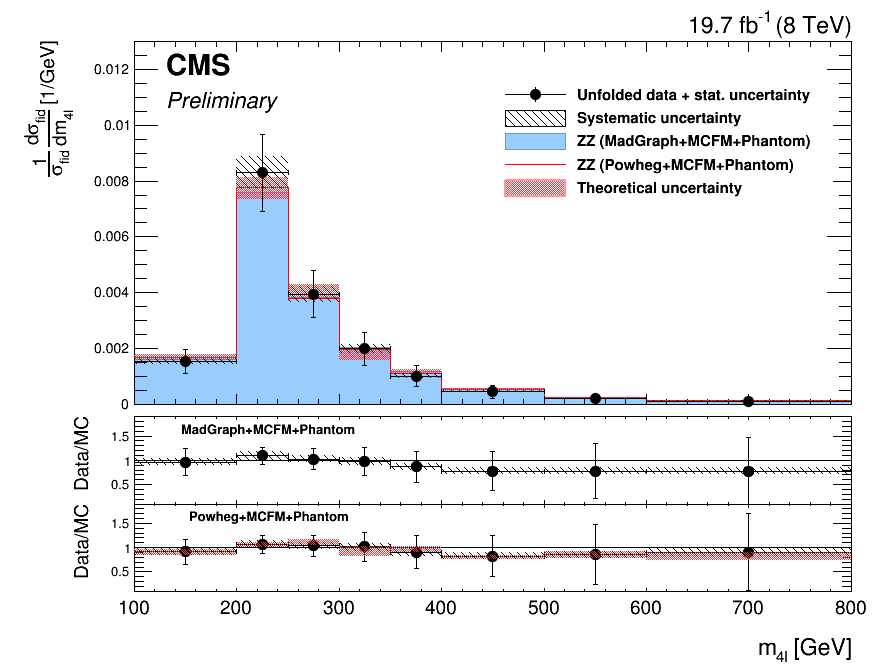 19.7 fb⁻¹ (8 TeV)
CMS
Preliminary
1/σfid dσfid/dm4l [1/GeV]
Unfolded data + stat. uncertainty
Systematic uncertainty
ZZ (MadGraph+MCFM+Phantom)
ZZ (Powheg+MCFM+Phantom)
Theoretical uncertainty
0.012
0.01
0.008
0.006
0.004
0.002
0
MadGraph+MCFM+Phantom
Data/MC
1.5
1
0.5
Powheg+MCFM+Phantom
Data/MC
1.5
1
0.5
100 200 300 400 500 600 700 800
m4l [GeV]